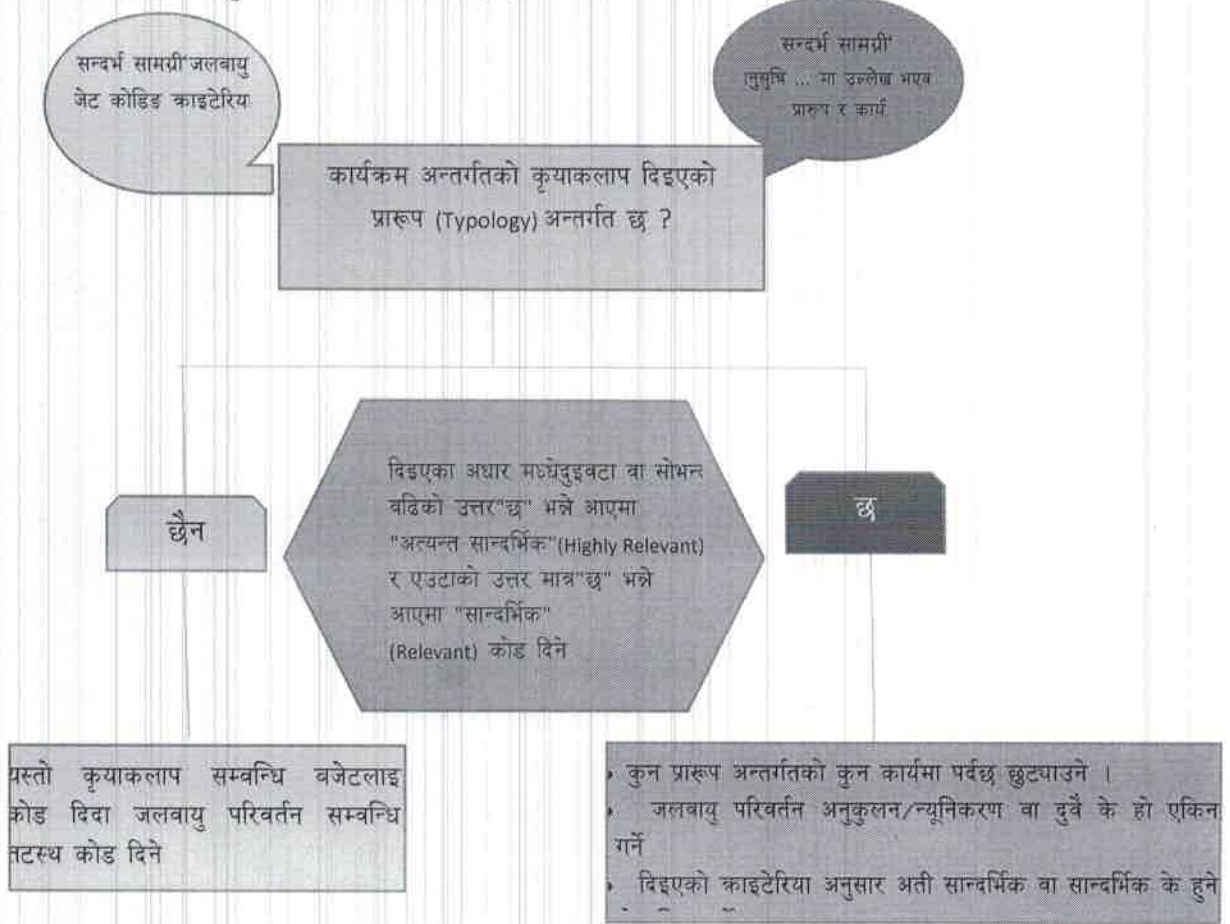 सन्दर्भ सामग्री'जलबायु
जेट कोडिङ काइटेरिय
सन्दर्भ सामग्री'
नुसुचि ... मा उल्लेख भएव
प्रारूप र कार्य
कार्यक्रम अन्तर्गतको कृयाकलाप दिइएको
प्रारूप (Typology) अन्तर्गत छ ?
छैन
दिइएका अधार मध्येदुइवटा वा सोभन्द
वढिको उत्तर"छ" भन्ने आएमा
"अत्यन्त सान्दर्भिक"(Highly Relevant)
र एउटाको उत्तर मात्र"छ" भन्ने
आएमा "सान्दर्भिक"
(Relevant) कोड दिने
छ
यस्तो कृयाकलाप सम्वन्धि वजेटलाइ
कोड दिदा जलवायु परिवर्तन सम्वन्धि
तटस्थ कोड दिने
कुन प्रारूप अन्तर्गतको कुन कार्यमा पर्दछ छुट्याउने ।
जलवायु परिवर्तन अनुकुलन/न्यूनिकरण वा दुवै के हो एकिन
गर्ने
दिइएको क्राइटेरिया अनुसार अती सान्दर्भिक वा सान्दर्भिक के हुने